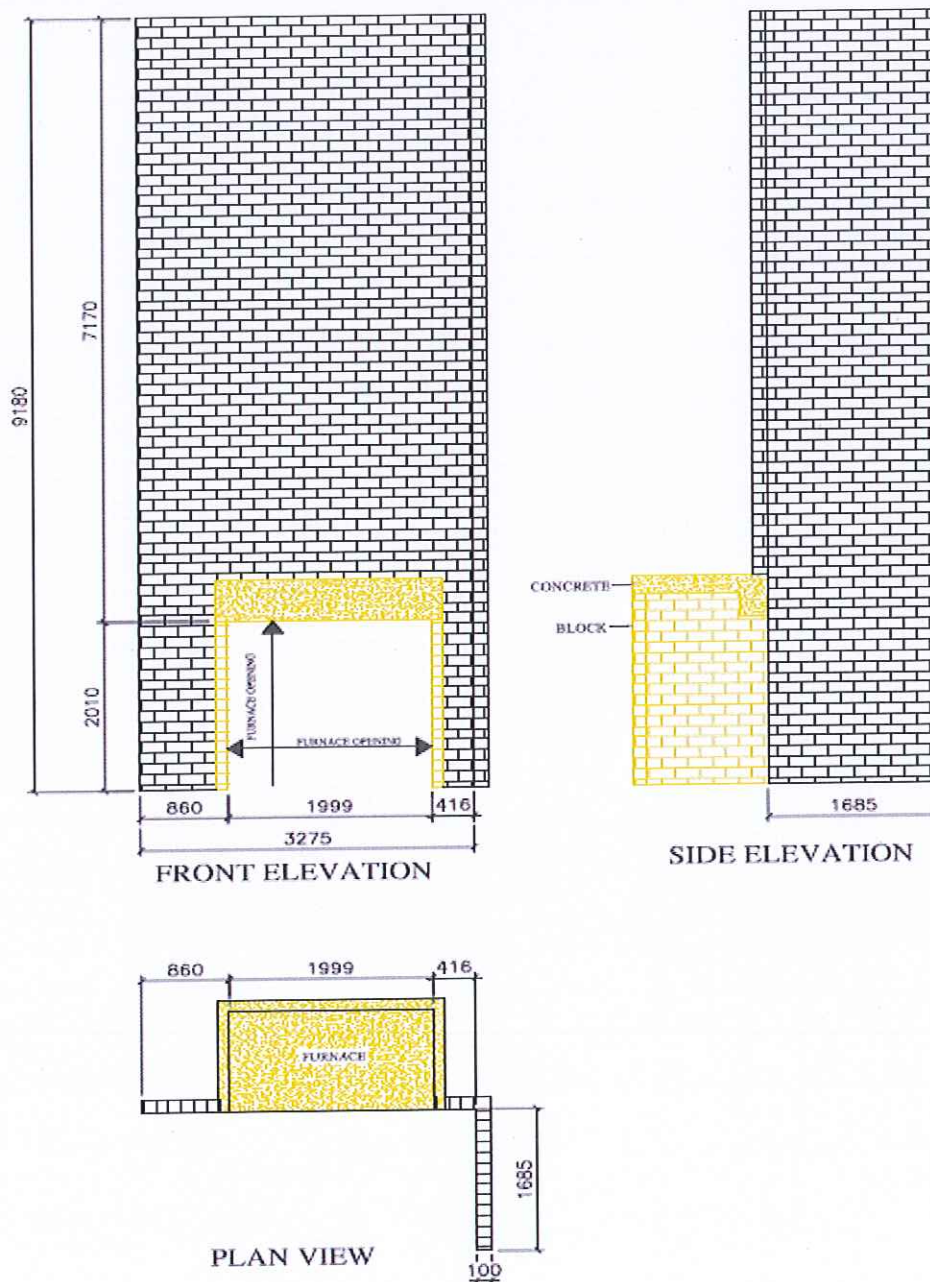 9180
7170
2010
FURNACE OPENING
FURNACE OPENING
860
1999
416
3275
FRONT ELEVATION
CONCRETE
BLOCK
1685
SIDE ELEVATION
860
1999
416
FURNACE
1685
100
PLAN VIEW